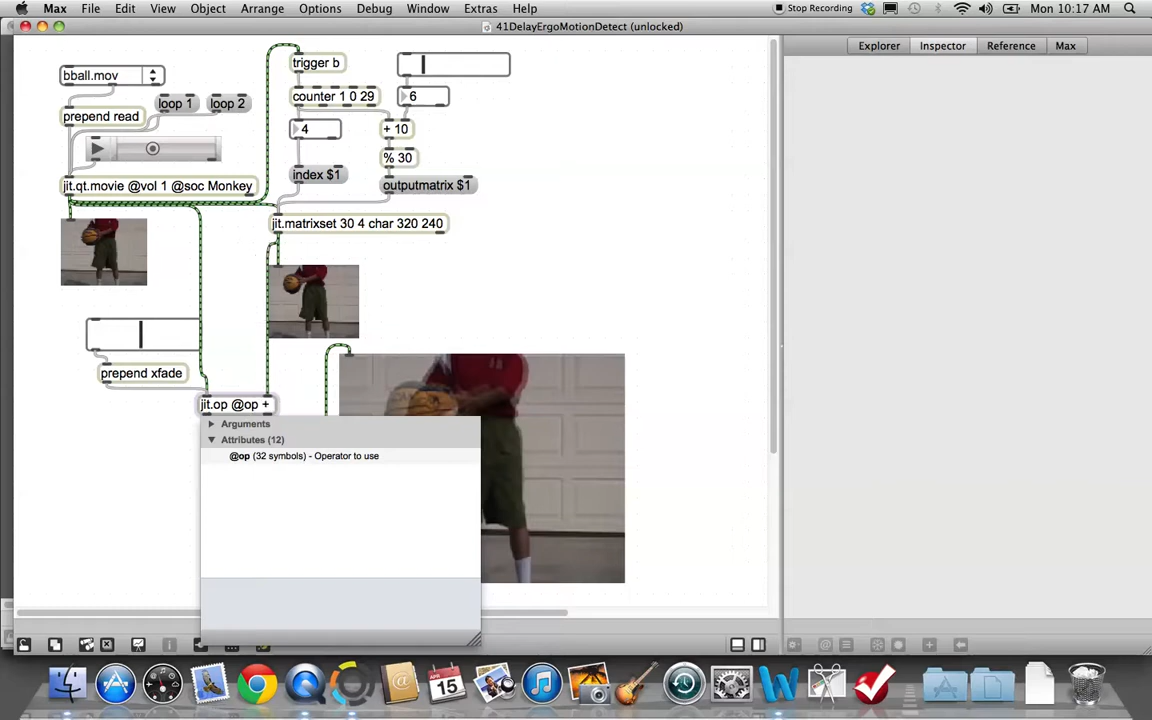 Max File Edit View Object Arrange Options Debug Window Extras Help Stop Recording Mon 10:17 AM
41DelayErgoMotionDetect (unlocked)
Explorer Inspector Reference Max
bball.mov
trigger b
prepend read
loop 1 loop 2
counter 1 0 29
6
4
+ 10
% 30
index $1
outputmatrix $1
jit.qt.movie @vol 1 @soc Monkey
jit.matrixset 30 4 char 320 240
prepend xfade
jit.op @op +
Arguments
Attributes (12)
@op (32 symbols) - Operator to use
APR
15